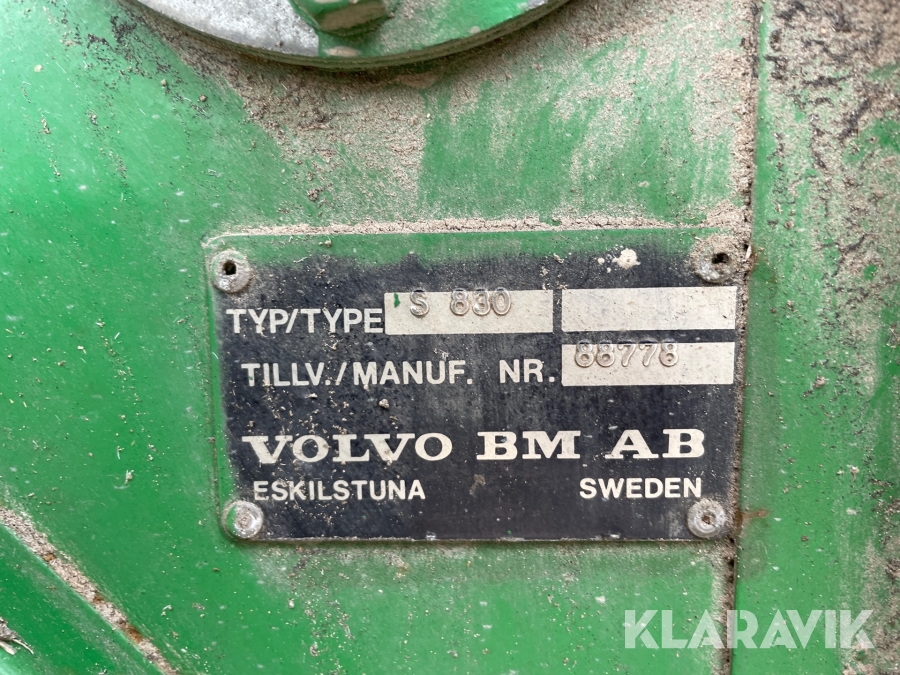 TYP/TYPE S 830
TILLV./MANUF. NR. 88778
VOLVO BM AB
ESKILSTUNA SWEDEN
KLARAVIK